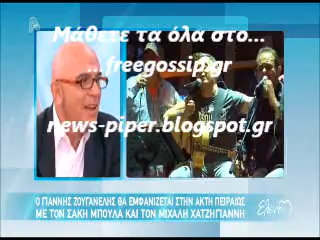 Μάθετε τα όλα στο...
freegossip.gr
news-piper.blogspot.gr
Ο ΓΙΑΝΝΗΣ ΖΟΥΓΑΝΕΛΗΣ ΘΑ ΕΜΦΑΝΙΖΕΤΑΙ ΣΤΗΝ ΑΚΤΗ ΠΕΙΡΑΙΩΣ
ΜΕ ΤΟΝ ΣΑΚΗ ΜΠΟΥΛΑ ΚΑΙ ΤΟΝ ΜΙΧΑΛΗ ΧΑΤΖΗΓΙΑΝΝΗ
Ελένη